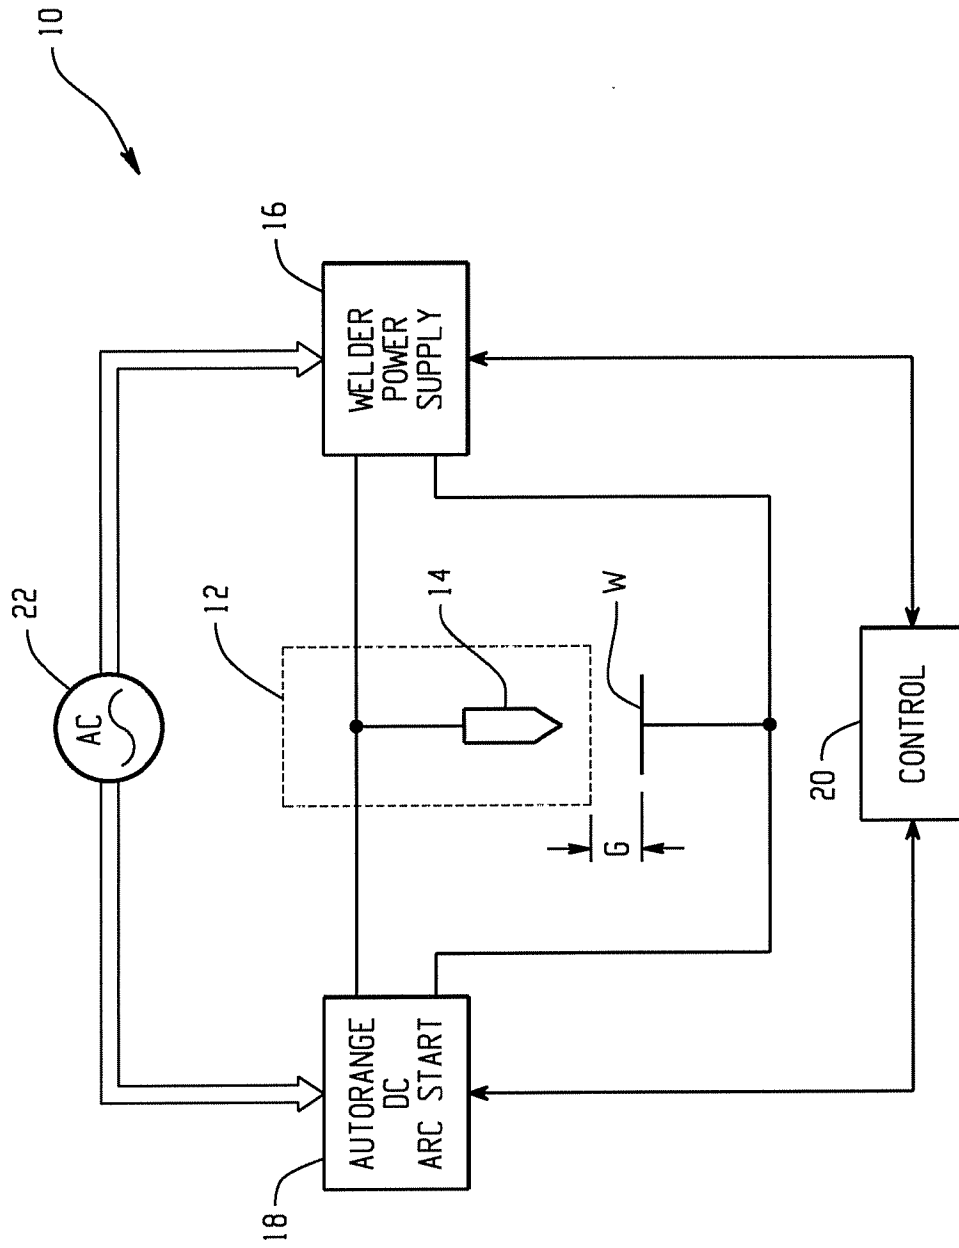 10
22
AC
12
16
18
14
W
G
AUTORANGE
DC
ARC START
WELDER
POWER
SUPPLY
20
CONTROL